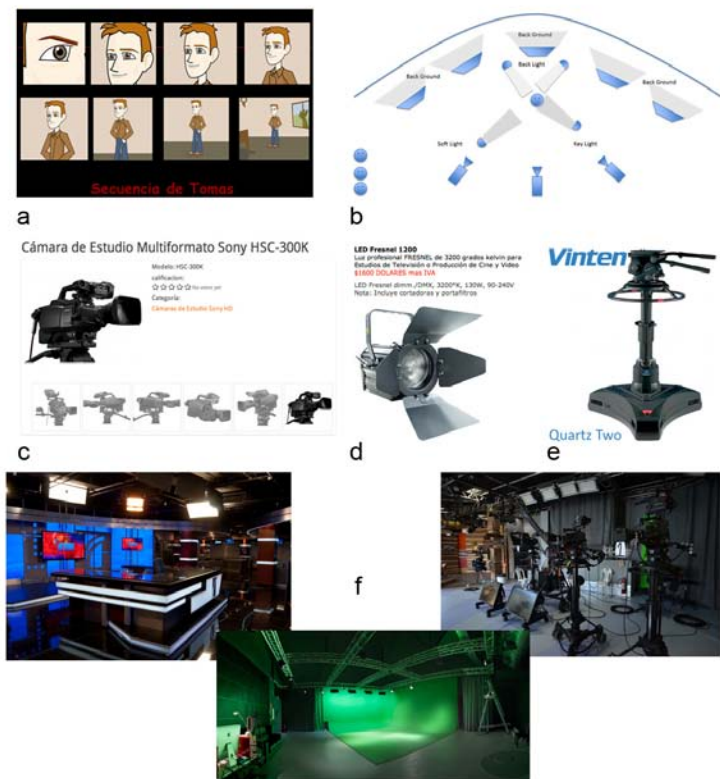 Secuencia de Tomas
a
Back Ground
Back Light
Back Ground
Back Ground
Soft Light
Key Light
b
Cámara de Estudio Multiformato Sony HSC-300K
Modelo: HSC-300K
calificacion:
No votes yet
Categoría:
Cámaras de Estudio Sony HD
c
LED Fresnel 1200
Luz profesional FRESNEL de 3200 grados kelvin para
Estudios de Televisión o Producción de Cine y Video
$1600 DOLARES mas IVA
LED Fresnel dimm./DMX, 3200°K, 130W, 90-240V
Nota: Incluye cortadoras y portafiltros
d
Vinten
Quartz Two
e
f